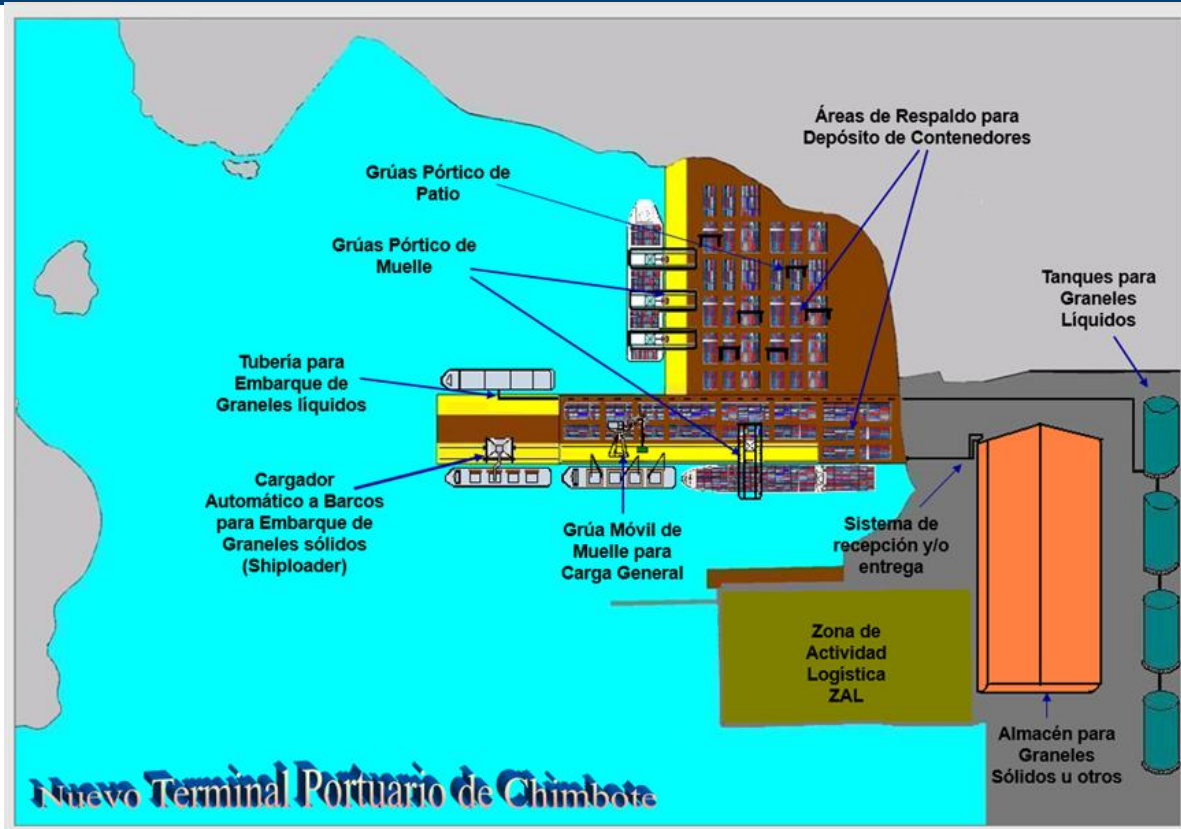 Áreas de Respaldo para
Depósito de Contenedores
Grúas Pórtico de
Patio
Grúas Pórtico de
Muelle
Tanques para
Graneles
Líquidos
Tubería para
Embarque de
Graneles líquidos
Cargador
Automático a Barcos
para Embarque de
Graneles sólidos
(Shiploader)
Grúa Móvil de
Muelle para
Carga General
Sistema de
recepción y/o
entrega
Zona de
Actividad
Logística
ZAL
Almacén para
Graneles
Sólidos u otros
Nuevo Terminal Portuario de Chimbote